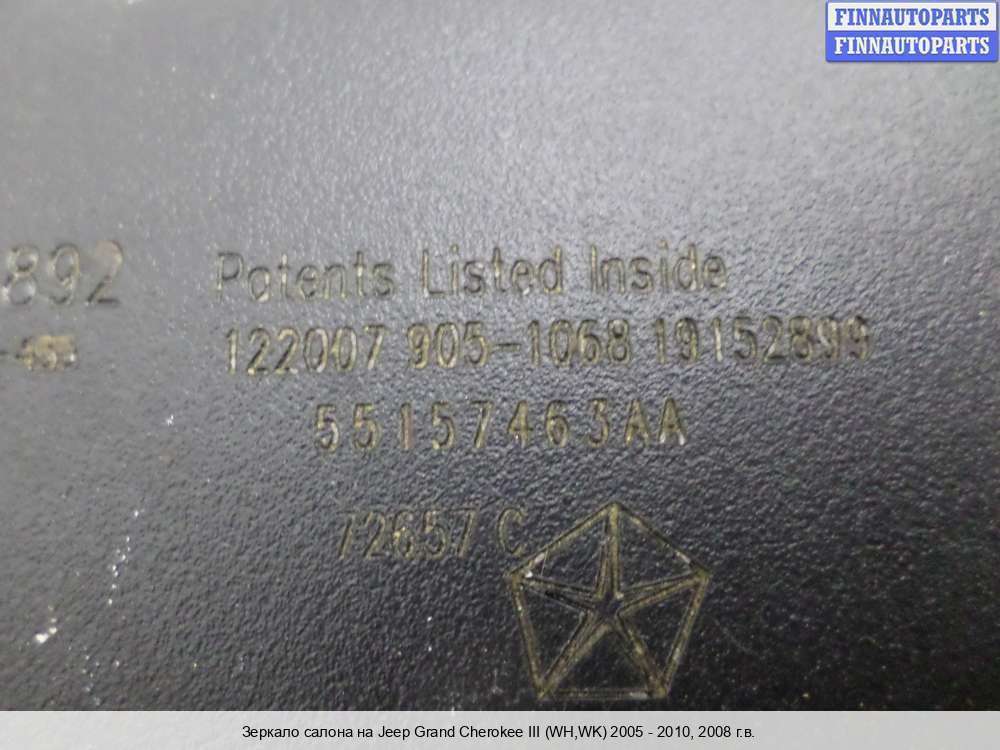 FINNAUTOPARTS
FINNAUTOPARTS
892 Patents Listed Inside
122007 905-1068 19152899
55157463AA
72657 C
Зеркало салона на Jeep Grand Cherokee III (WH,WK) 2005 - 2010, 2008 г.в.